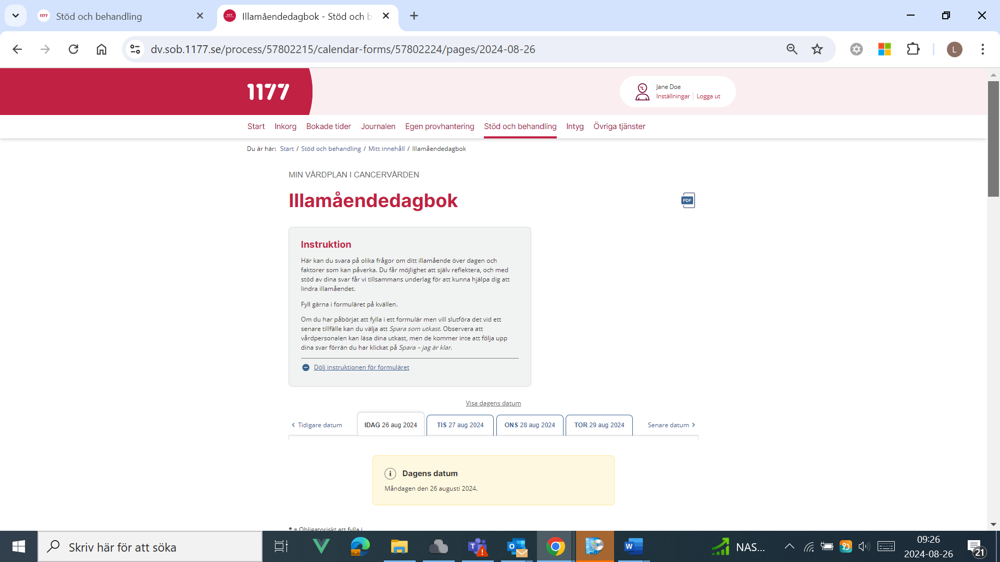 1177 Stöd och behandling
1177 Illamåendedagbok - Stöd och b
dv.sob.1177.se/process/57802215/calendar-forms/57802224/pages/2024-08-26
L
1177
Jane Doe
Inställningar Logga ut
Start Inkorg Bokade tider Journalen Egen provhantering Stöd och behandling Intyg Övriga tjänster
Du är här: Start / Stöd och behandling / Mitt innehåll / Illamåendedagbok
MIN VÅRDPLAN I CANCERVÅRDEN
Illamåendedagbok
PDF
Instruktion
Här kan du svara på olika frågor om ditt illamående över dagen och
faktorer som kan påverka. Du får möjlighet att själv reflektera, och med
stöd av dina svar får vi tillsammans underlag för att kunna hjälpa dig att
lindra illamåendet.
Fyll gärna i formuläret på kvällen.
Om du har påbörjat att fylla i ett formulär men vill slutföra det vid ett
senare tillfälle kan du välja att Spara som utkast. Observera att
vårdpersonalen kan läsa dina utkast, men de kommer inte att följa upp
dina svar förrän du har klickat på Spara – jag är klar.
Dölj instruktionen för formuläret
Visa dagens datum
Tidigare datum IDAG 26 aug 2024 TIS 27 aug 2024 ONS 28 aug 2024 TOR 29 aug 2024 Senare datum
Dagens datum
Måndagen den 26 augusti 2024.
* = Obligatoriskt att fylla i
Skriv här för att söka
NAS...
09:26
2024-08-26
21